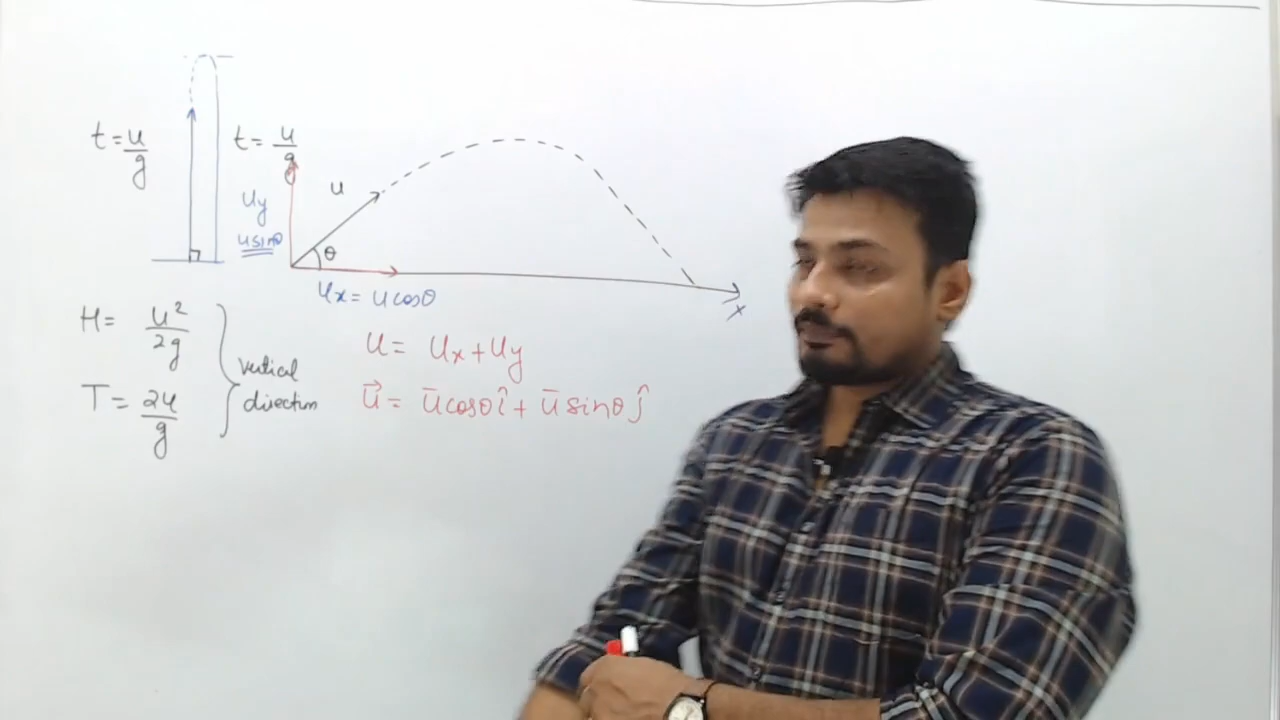 t = u/g
t = u/g
u
uy
usinθ
θ
ux = u cosθ
x
H = u²/2g
T = 2u/g
vertical
direction
u = ux + uy
u⃗ = ūcosθ î + ū sinθ ĵ